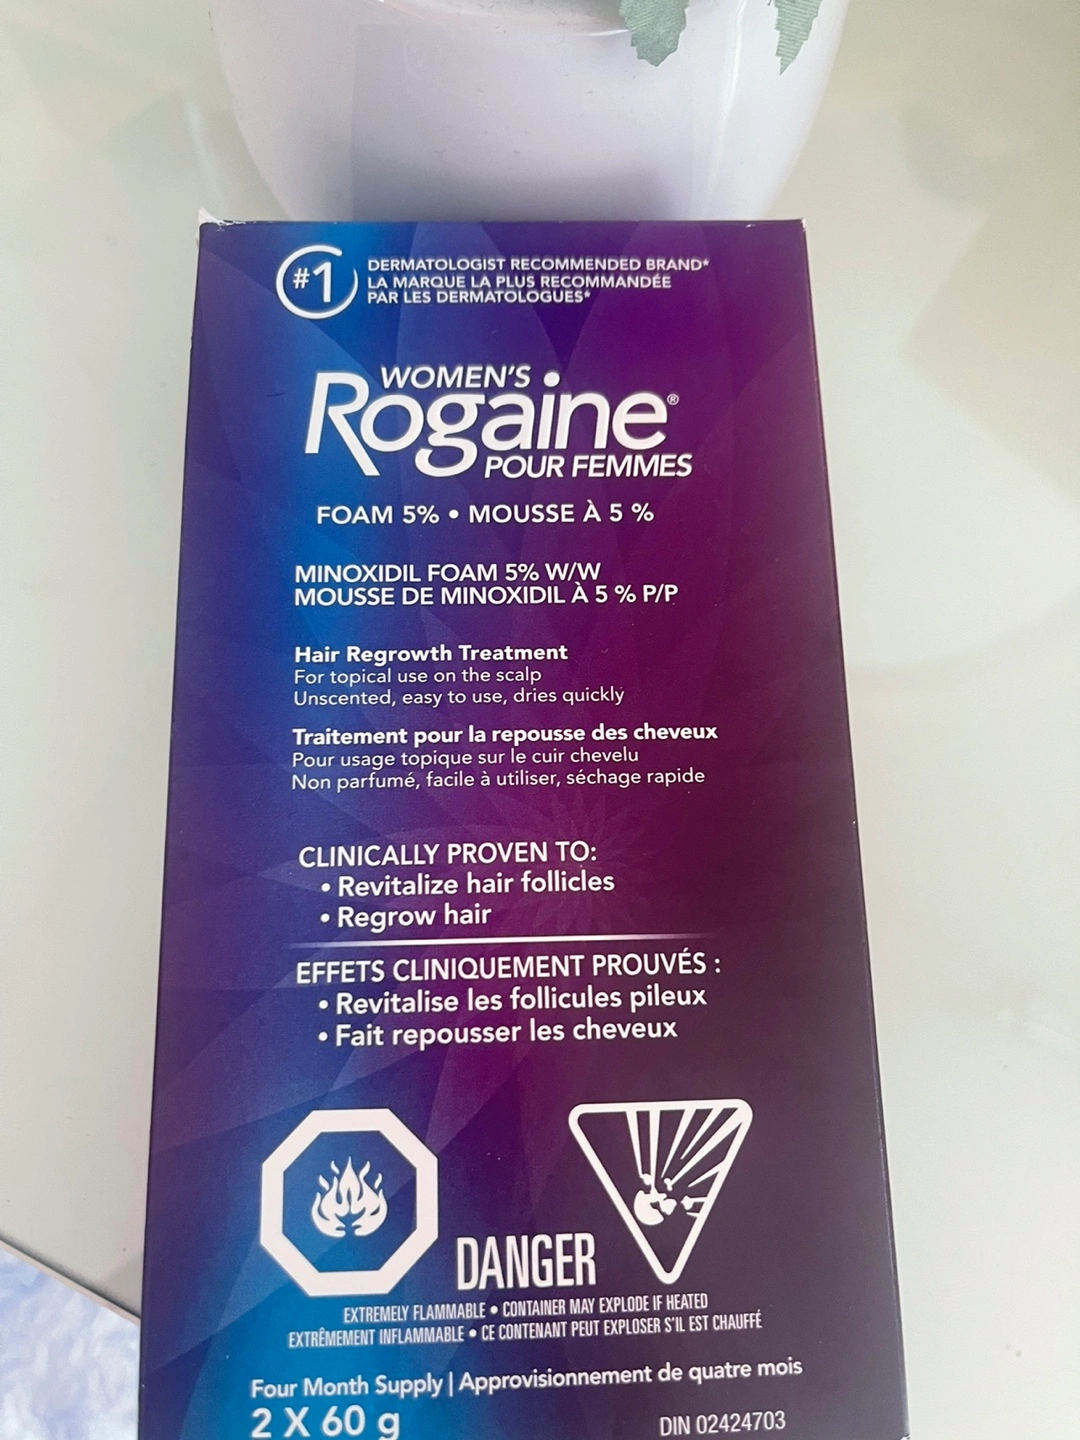 #1
DERMATOLOGIST RECOMMENDED BRAND*
LA MARQUE LA PLUS RECOMMANDÉE
PAR LES DERMATOLOGUES*
WOMEN'S
Rogaine®
POUR FEMMES
FOAM 5% • MOUSSE À 5 %
MINOXIDIL FOAM 5% W/W
MOUSSE DE MINOXIDIL À 5 % P/P
Hair Regrowth Treatment
For topical use on the scalp
Unscented, easy to use, dries quickly
Traitement pour la repousse des cheveux
Pour usage topique sur le cuir chevelu
Non parfumé, facile à utiliser, séchage rapide
CLINICALLY PROVEN TO:
• Revitalize hair follicles
• Regrow hair
EFFETS CLINIQUEMENT PROUVÉS :
• Revitalise les follicules pileux
• Fait repousser les cheveux
DANGER
EXTREMELY FLAMMABLE • CONTAINER MAY EXPLODE IF HEATED
EXTRÊMEMENT INFLAMMABLE • CE CONTENANT PEUT EXPLOSER S'IL EST CHAUFFÉ
Four Month Supply | Approvisionnement de quatre mois
2 X 60 g
DIN 02424703